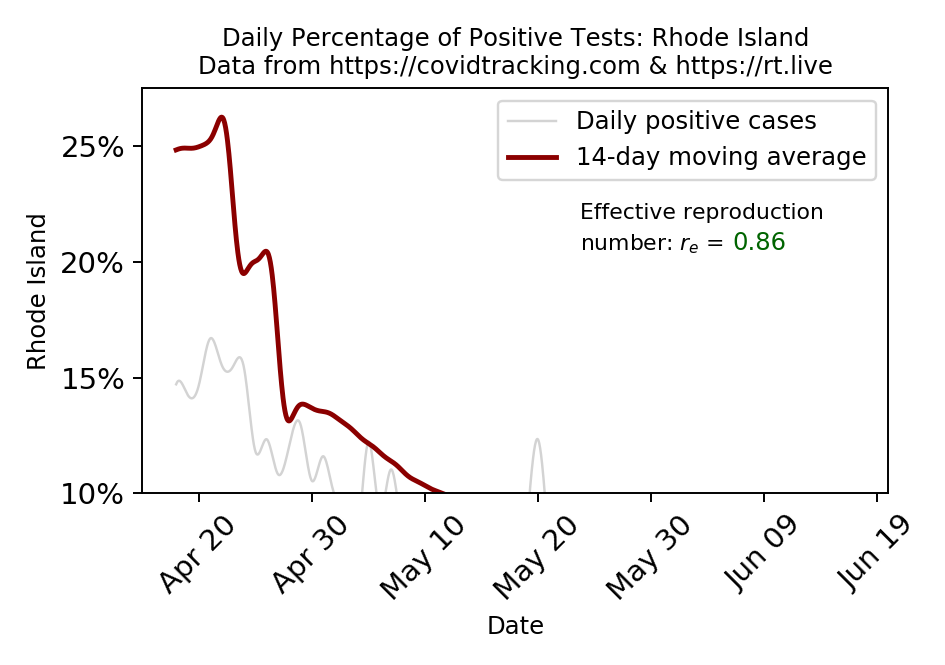 Daily Percentage of Positive Tests: Rhode Island
Data from https://covidtracking.com & https://rt.live
Daily positive cases
14-day moving average
Effective reproduction
number: rₑ = 0.86
25%
20%
15%
10%
Rhode Island
Apr 20
Apr 30
May 10
May 20
May 30
Jun 09
Jun 19
Date